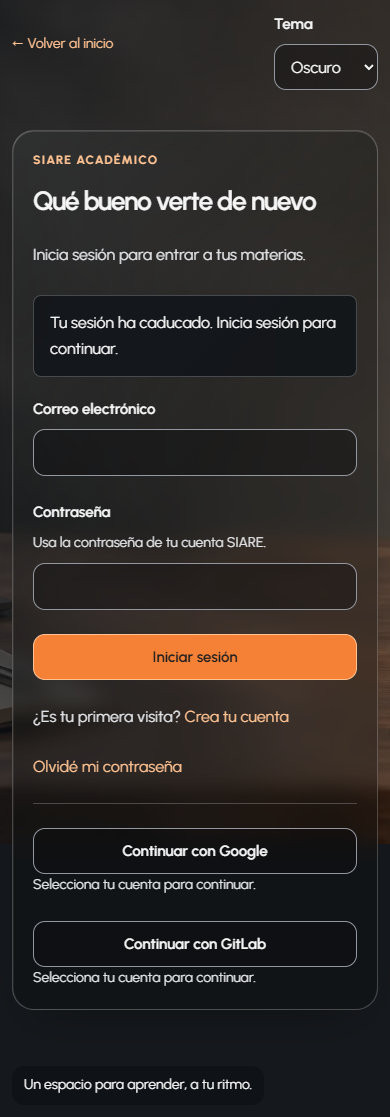 ← Volver al inicio
Tema
Oscuro
SIARE ACADÉMICO
Qué bueno verte de nuevo
Inicia sesión para entrar a tus materias.
Tu sesión ha caducado. Inicia sesión para
continuar.
Correo electrónico
Contraseña
Usa la contraseña de tu cuenta SIARE.
Iniciar sesión
¿Es tu primera visita? Crea tu cuenta
Olvidé mi contraseña
Continuar con Google
Selecciona tu cuenta para continuar.
Continuar con GitLab
Selecciona tu cuenta para continuar.
Un espacio para aprender, a tu ritmo.